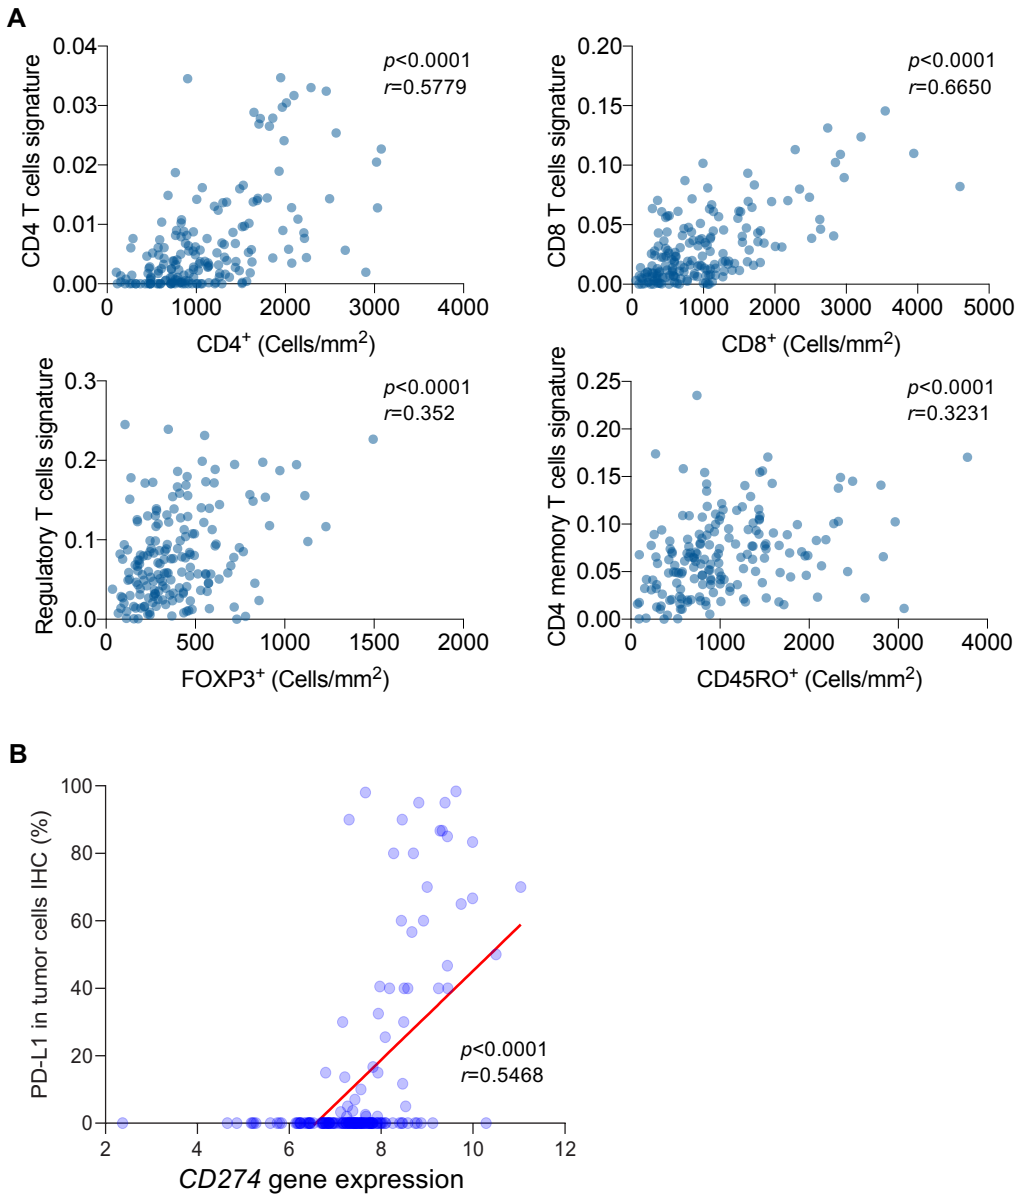 A
CD4 T cells signature
0.04
0.03
0.02
0.01
0.00
p<0.0001
r=0.5779
0 1000 2000 3000 4000
CD4⁺ (Cells/mm²)
CD8 T cells signature
0.20
0.15
0.10
0.05
0.00
p<0.0001
r=0.6650
0 1000 2000 3000 4000 5000
CD8⁺ (Cells/mm²)
Regulatory T cells signature
0.3
0.2
0.1
0.0
p<0.0001
r=0.352
0 500 1000 1500 2000
FOXP3⁺ (Cells/mm²)
CD4 memory T cells signature
0.25
0.20
0.15
0.10
0.05
0.00
p<0.0001
r=0.3231
0 1000 2000 3000 4000
CD45RO⁺ (Cells/mm²)
B
PD-L1 in tumor cells IHC (%)
100
80
60
40
20
0
p<0.0001
r=0.5468
2 4 6 8 10 12
CD274 gene expression